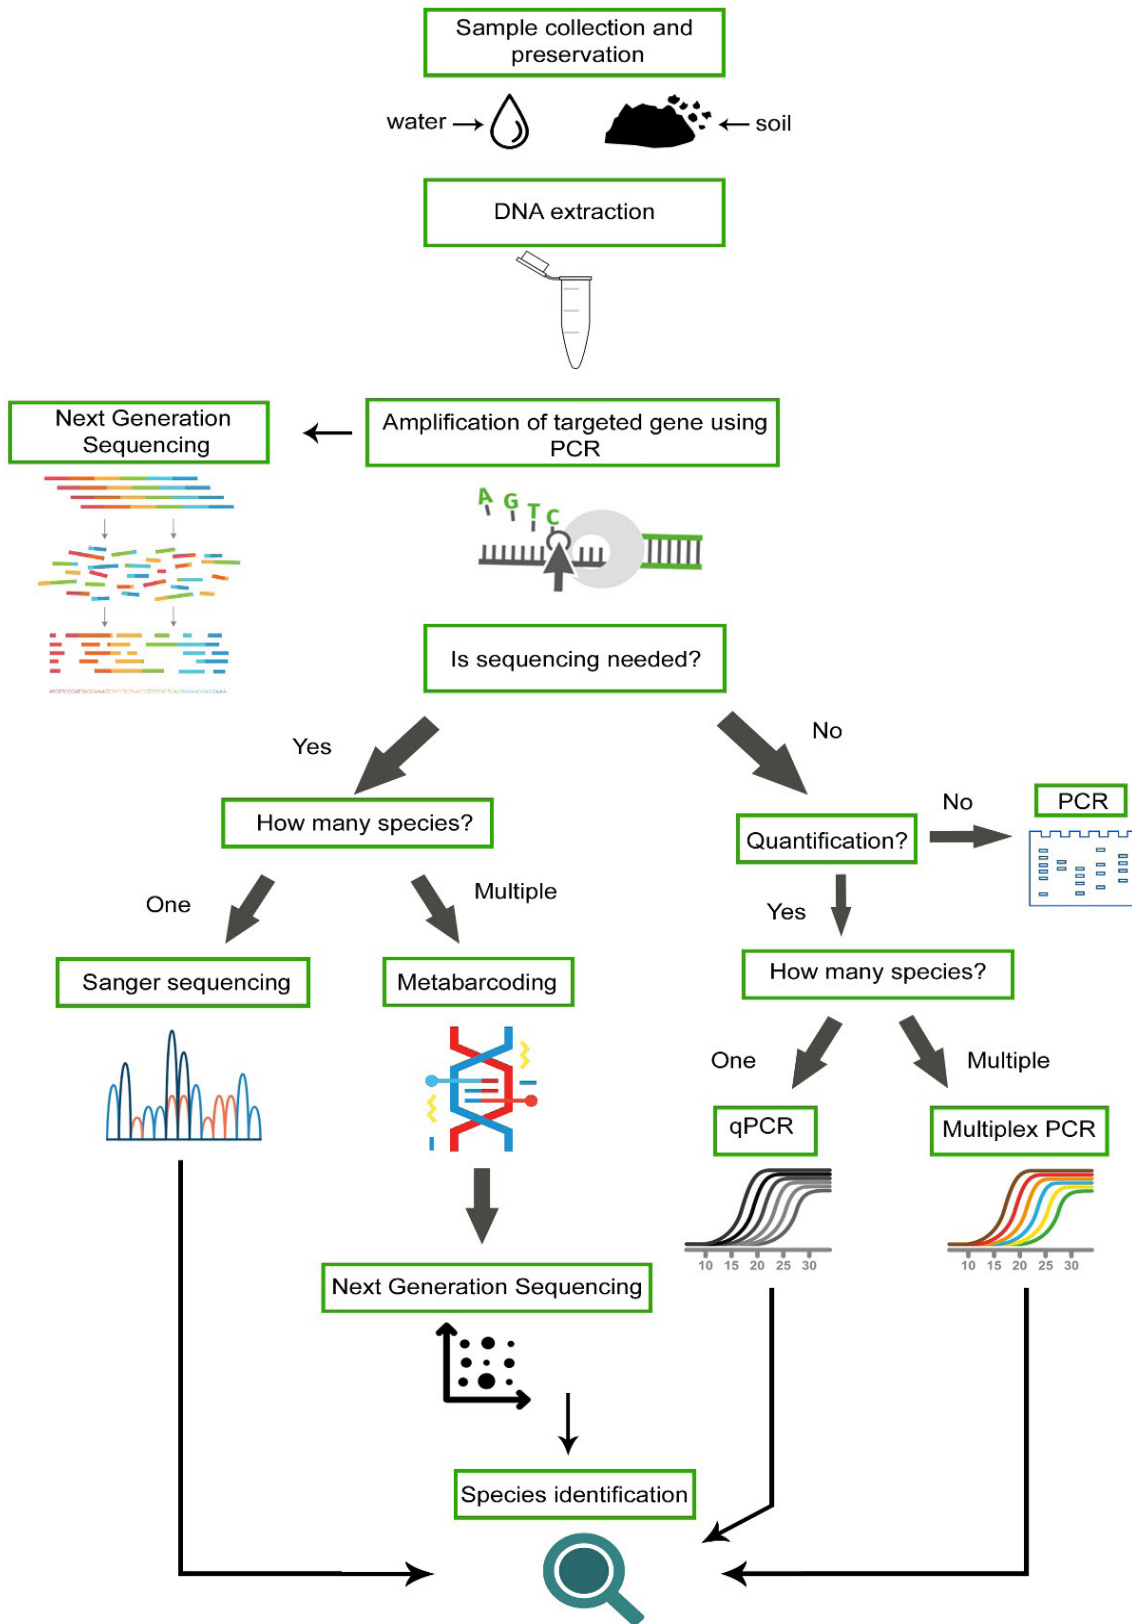 Sample collection and
preservation
water
soil
DNA extraction
Next Generation
Sequencing
Amplification of targeted gene using
PCR
A G T C
Is sequencing needed?
Yes
No
How many species?
Quantification?
No
PCR
One
Multiple
Yes
Sanger sequencing
Metabarcoding
How many species?
One
Multiple
qPCR
Multiplex PCR
10 15 20 25 30
10 15 20 25 30
Next Generation Sequencing
Species identification